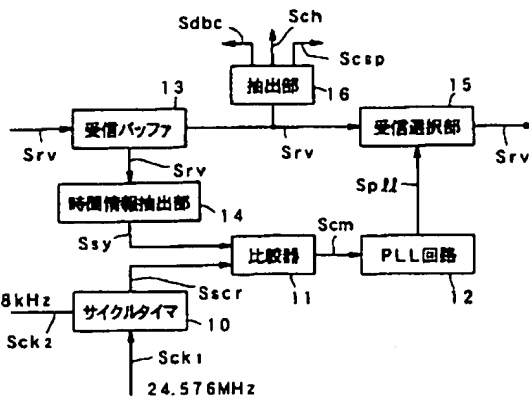 Sdbc
Sch
Scsp
抽出部
16
13
受信バッファ
15
受信選択部
Srv
Srv
Srv
Srv
時間情報抽出部
14
Spll
Ssy
比較器
11
Scm
PLL回路
12
Sscr
8kHz
サイクルタイマ
10
Sck2
Sck1
24.576MHz